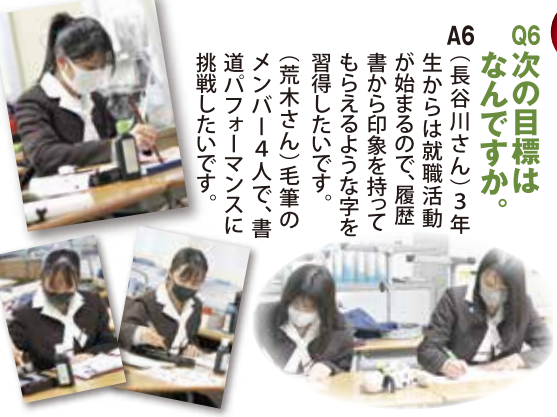 Q6
次の目標は
なんですか。
A6
（長谷川さん）３年
生からは就職活動
が始まるので、履歴
書から印象を持って
もらえるような字を
習得したいです。
（荒木さん）毛筆の
メンバー４人で、書
道パフォーマンスに
挑戦したいです。